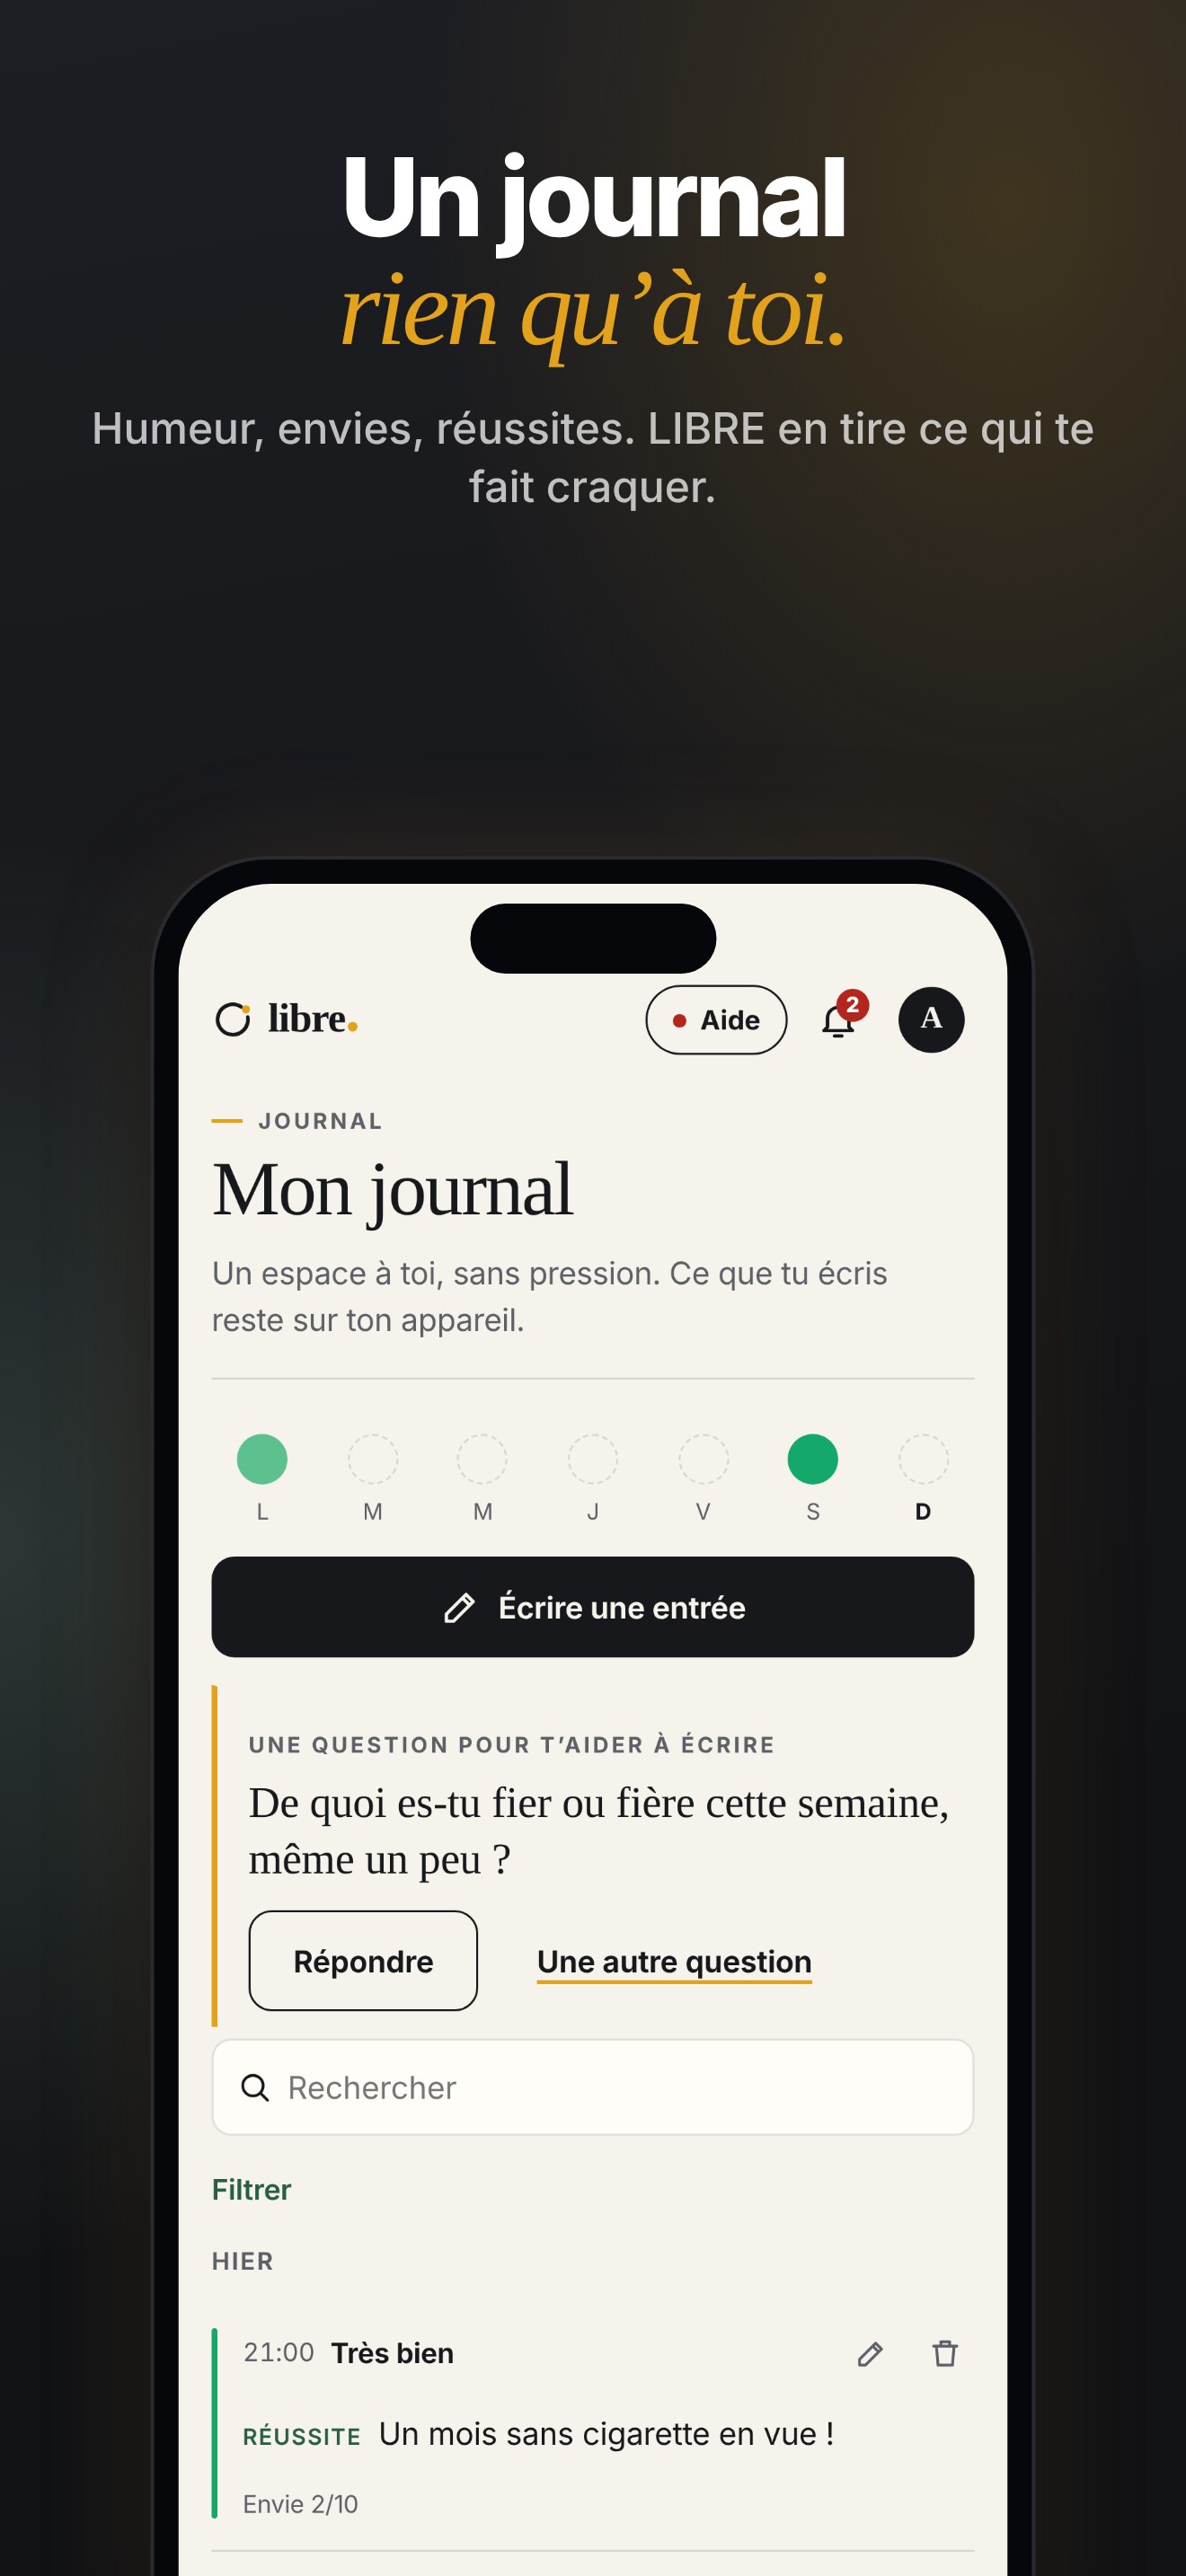 Un journal
rien qu’à toi.
Humeur, envies, réussites. LIBRE en tire ce qui te
fait craquer.
libre.
Aide
2
A
JOURNAL
Mon journal
Un espace à toi, sans pression. Ce que tu écris
reste sur ton appareil.
L M M J V S D
Écrire une entrée
UNE QUESTION POUR T’AIDER À ÉCRIRE
De quoi es-tu fier ou fière cette semaine,
même un peu ?
Répondre Une autre question
Rechercher
Filtrer
HIER
21:00 Très bien
RÉUSSITE Un mois sans cigarette en vue !
Envie 2/10